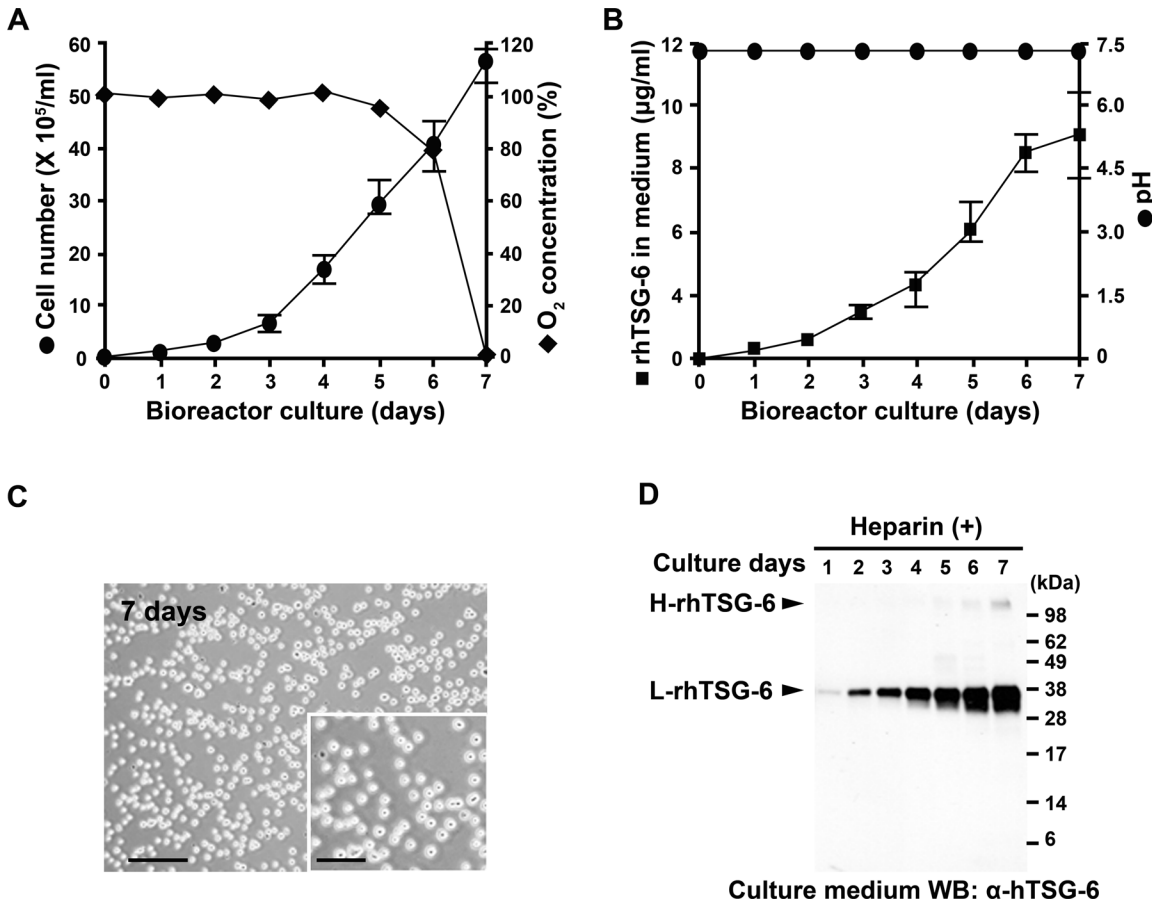 A
Cell number (X 10⁵/ml)
60
50
40
30
20
10
0
120
100
80
60
40
20
0
O₂ concentration (%)
0 1 2 3 4 5 6 7
Bioreactor culture (days)
B
rhTSG-6 in medium (µg/ml)
12
10
8
6
4
0
7.5
6.0
4.5
3.0
1.5
0
pH
0 1 2 3 4 5 6 7
Bioreactor culture (days)
C
7 days
D
Heparin (+)
Culture days 1 2 3 4 5 6 7
(kDa)
H-rhTSG-6
98
62
49
L-rhTSG-6
38
28
17
14
6
Culture medium WB: α-hTSG-6